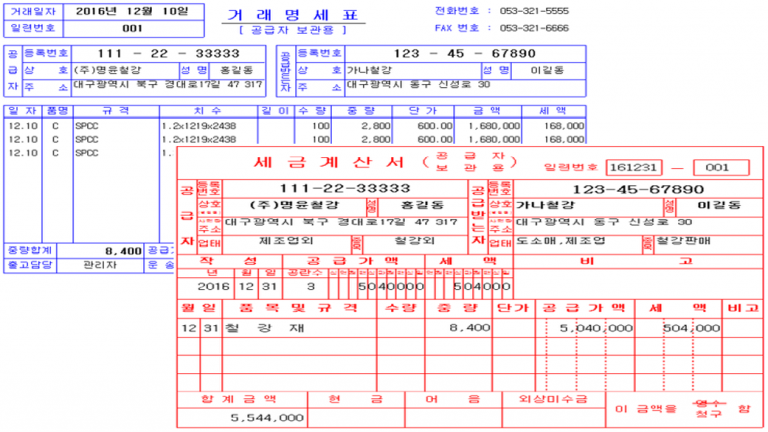 거래일자 2016년 12월 10일
일련번호 001
거래명세표
[ 공급자 보관용 ]
전화번호 : 053-321-5555
FAX 번호 : 053-321-6666
공급자
등록번호 111 - 22 - 33333
상 호 (주)명윤철강 성 명 홍길동
주 소 대구광역시 북구 경대로17길 47 317
공급받는자
등록번호 123 - 45 - 67890
상 호 가나철강 성 명 이길동
주 소 대구광역시 동구 신성로 30
일 자 품명 규 격 치 수 길 이 수 량 중 량 단 가 금 액 세 액
12.10 C SPCC 1.2x1219x2438 100 2,800 600.00 1,680,000 168,000
12.10 C SPCC 1.2x1219x2438 100 2,800 600.00 1,680,000 168,000
12.10 C SPCC 1.2x1219x2438 100 2,800 600.00 1,680,000 168,000
중량합계 8,400 공급가
출고담당 관리자 운 송
세금계산서 ( 공급자 보관용 ) 일련번호 161231 - 001
공급자
등록번호 111-22-33333
상호 (주)명윤철강 성명 홍길동
주소 대구광역시 북구 경대로17길 47 317
업태 제조업외 종목 철강외
공급받는자
등록번호 123-45-67890
상호 가나철강 성명 이길동
주소 대구광역시 동구 신성로 30
업태 도소매,제조업 종목 철강판매
작 성 공 급 가 액 세 액 비 고
년 월 일 공란수
2016 12 31 3 5040000 504000
월 일 품 목 및 규 격 수량 중 량 단가 공 급 가 액 세 액 비고
12 31 철 강 재 8,400 5,040,000 504,000
합 계 금 액 현 금 어 음 외상미수금
5,544,000
이 금액을 영수 청구 함